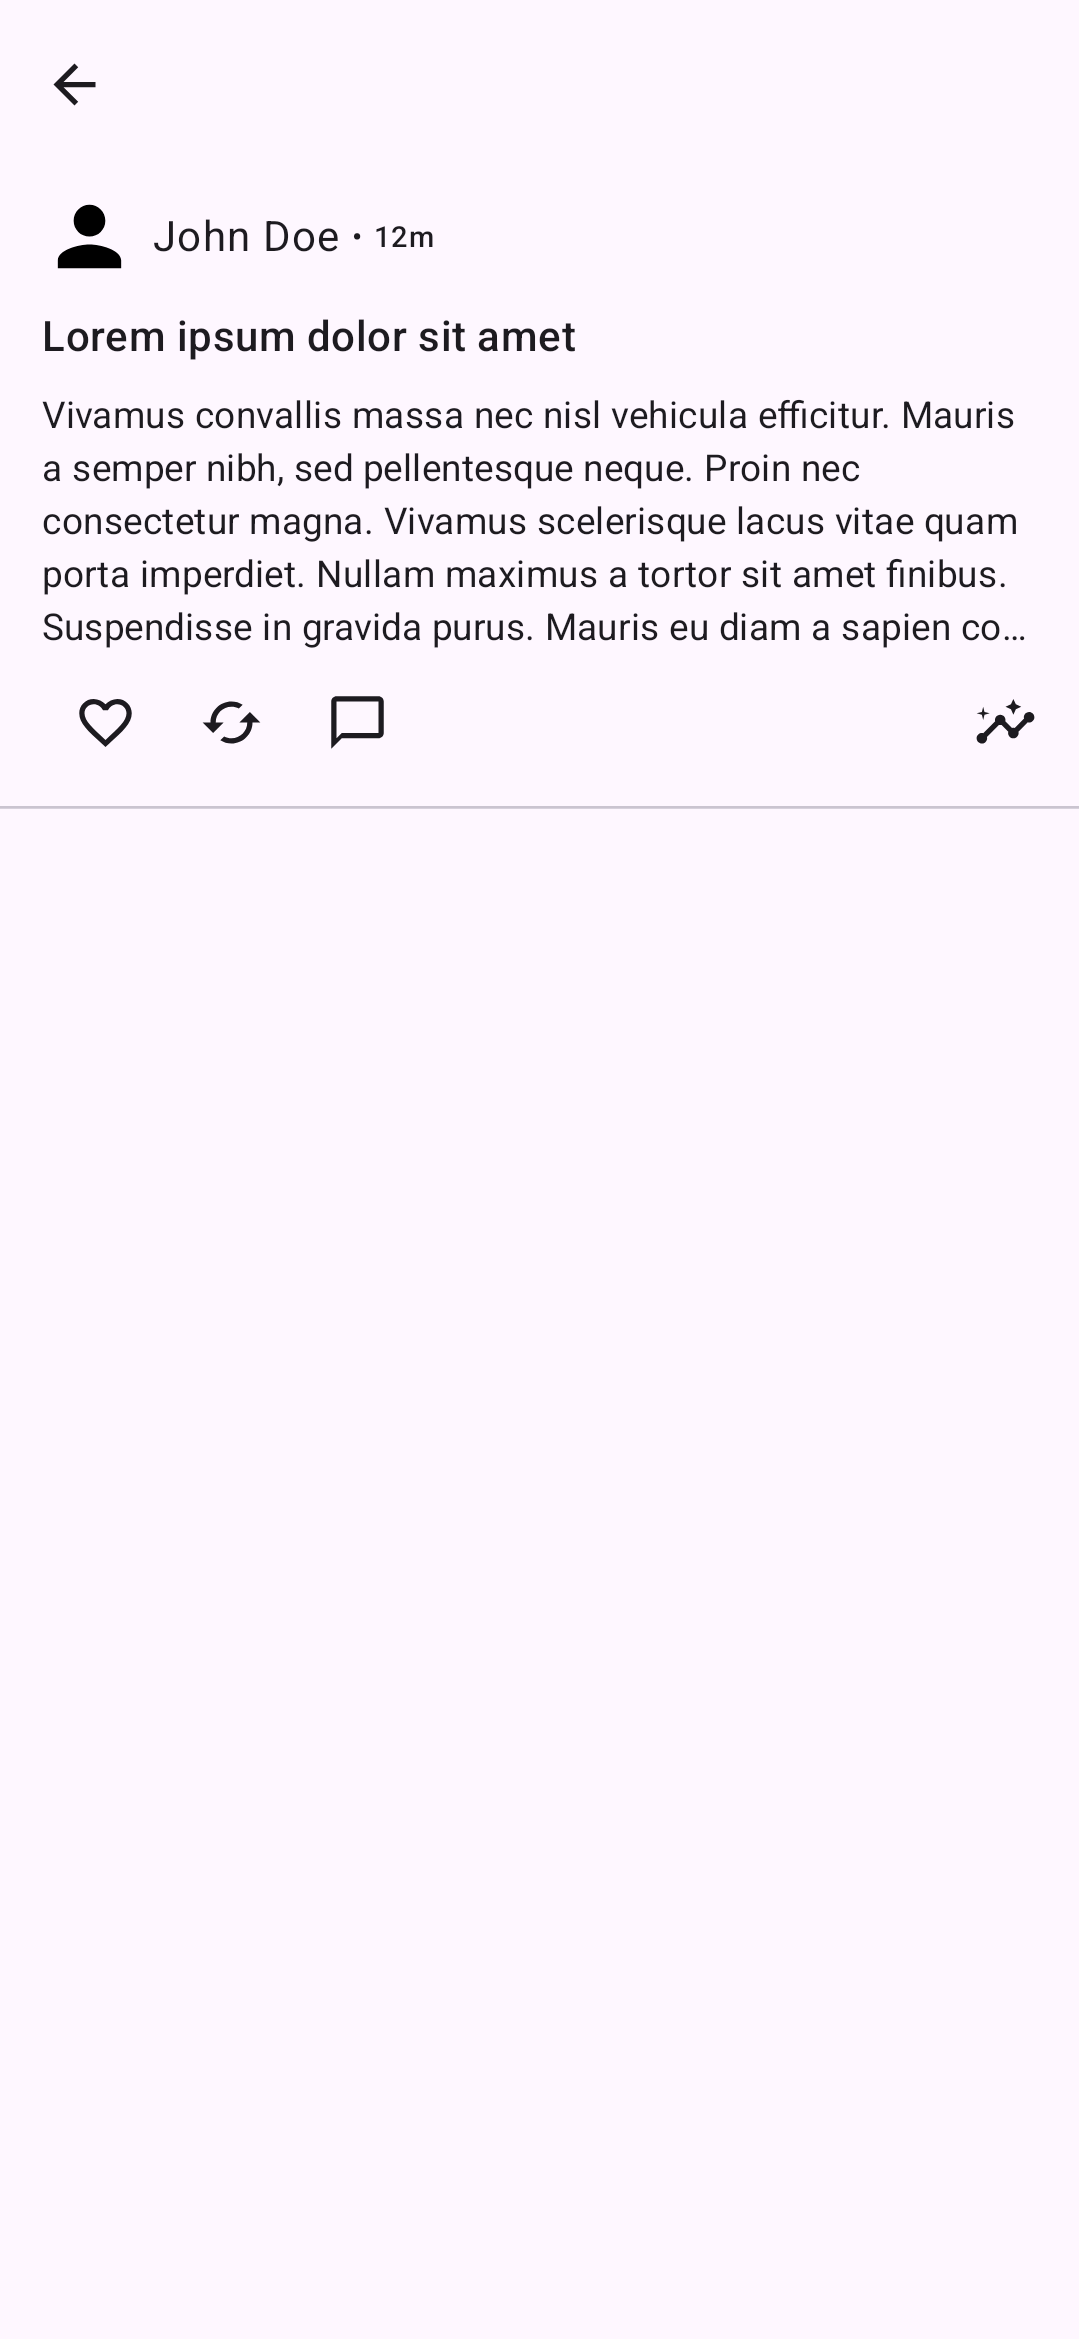 John Doe • 12m
Lorem ipsum dolor sit amet
Vivamus convallis massa nec nisl vehicula efficitur. Mauris
a semper nibh, sed pellentesque neque. Proin nec
consectetur magna. Vivamus scelerisque lacus vitae quam
porta imperdiet. Nullam maximus a tortor sit amet finibus.
Suspendisse in gravida purus. Mauris eu diam a sapien co…